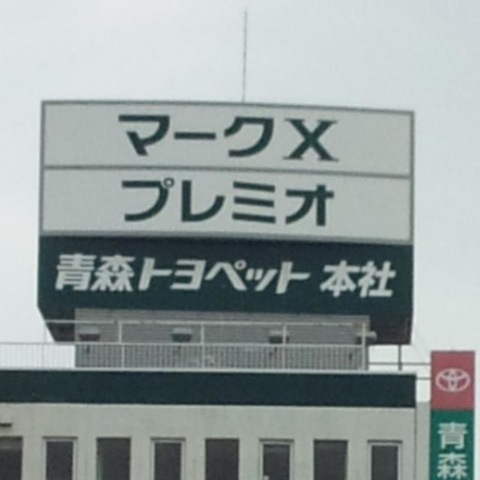 マークX
プレミオ
青森トヨペット 本社
青森